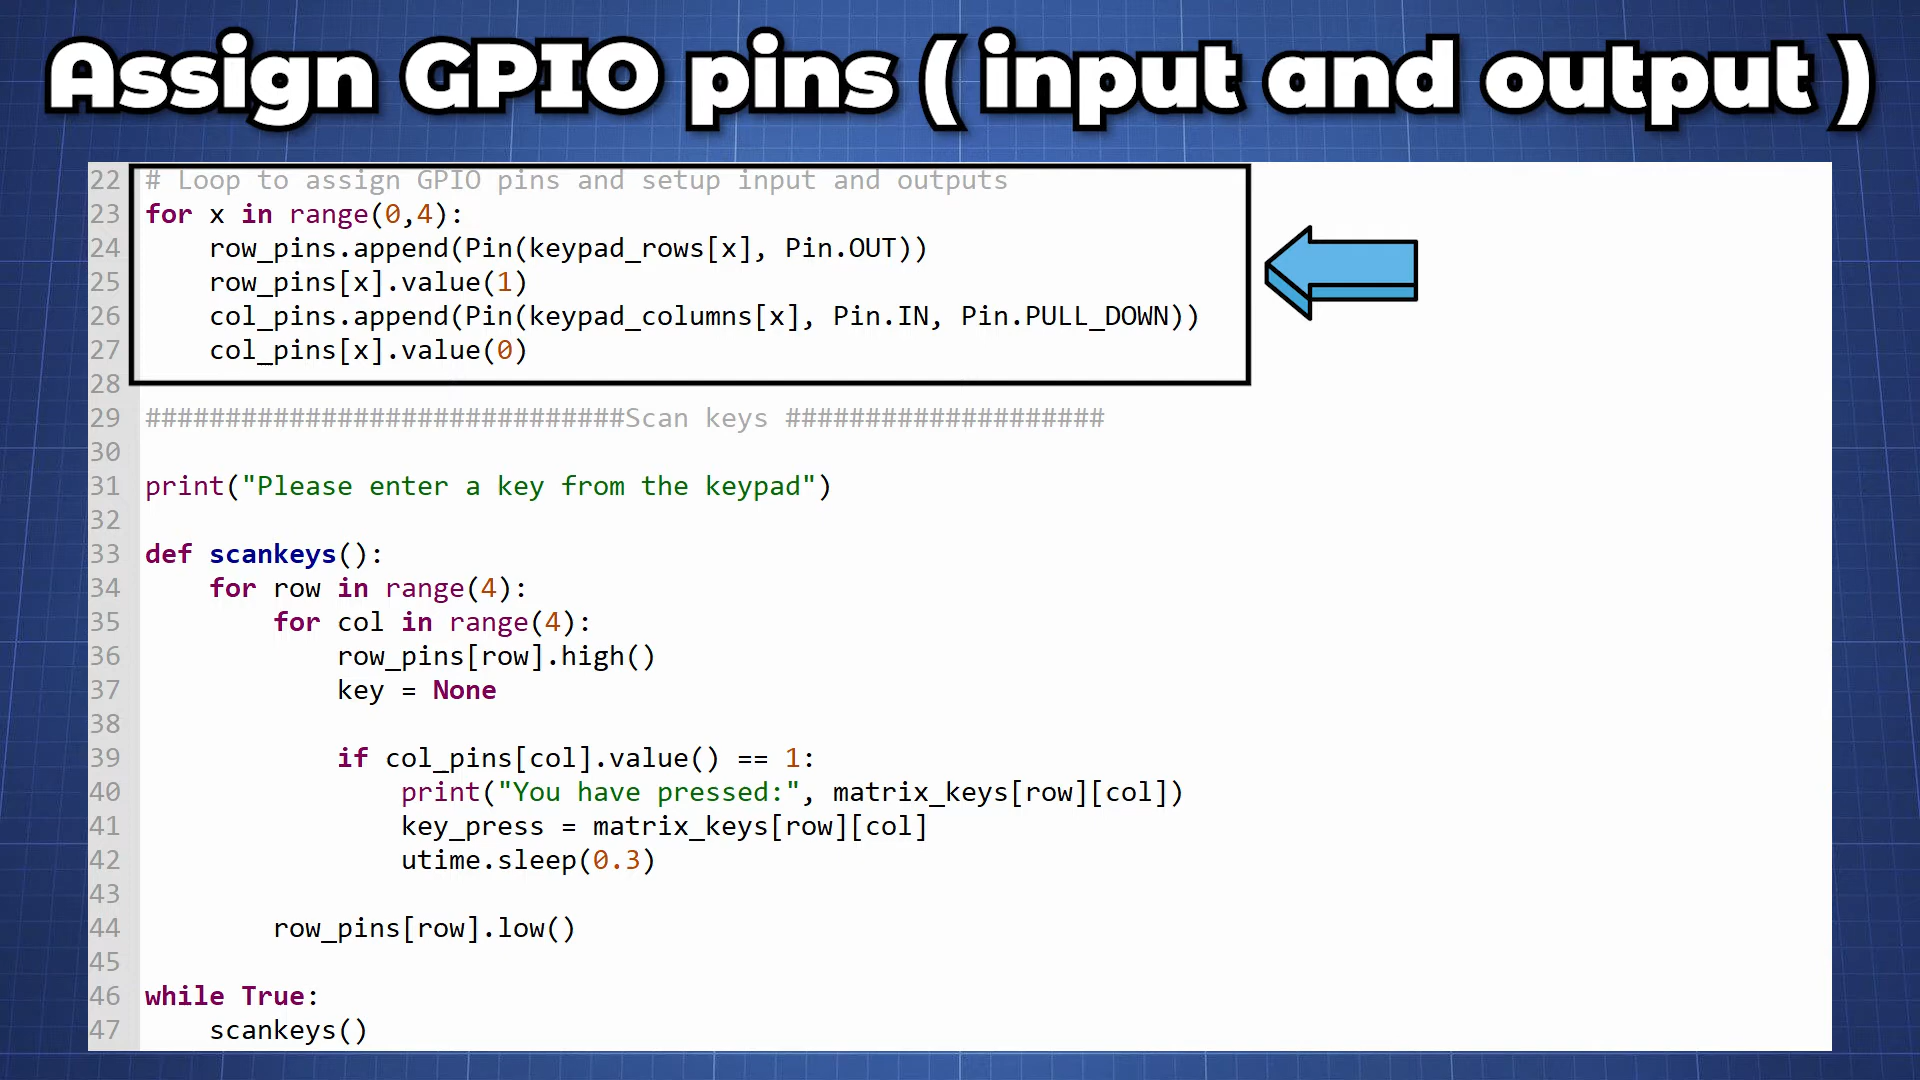 Assign GPIO pins ( input and output )
22 # Loop to assign GPIO pins and setup input and outputs
23 for x in range(0,4):
24     row_pins.append(Pin(keypad_rows[x], Pin.OUT))
25     row_pins[x].value(1)
26     col_pins.append(Pin(keypad_columns[x], Pin.IN, Pin.PULL_DOWN))
27     col_pins[x].value(0)
28
29 ##############################Scan keys ####################
30
31 print("Please enter a key from the keypad")
32
33 def scankeys():
34     for row in range(4):
35         for col in range(4):
36             row_pins[row].high()
37             key = None
38
39             if col_pins[col].value() == 1:
40                 print("You have pressed:", matrix_keys[row][col])
41                 key_press = matrix_keys[row][col]
42                 utime.sleep(0.3)
43
44         row_pins[row].low()
45
46 while True:
47     scankeys()